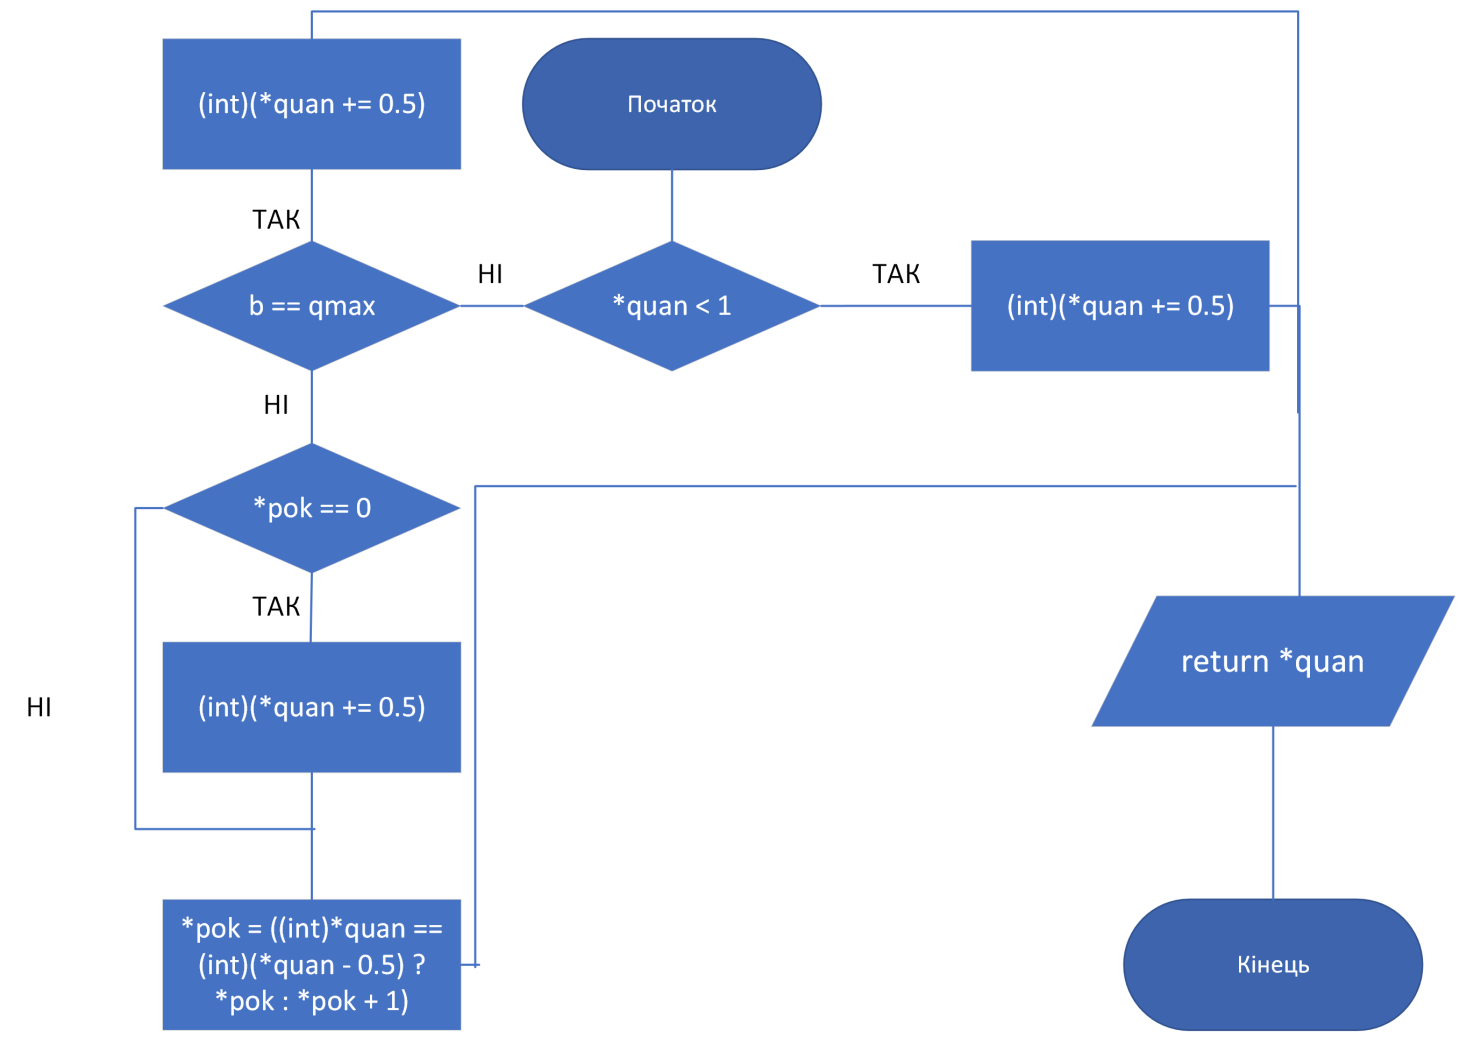 (int)(*quan += 0.5)
Початок
ТАК
b == qmax
НІ
*quan < 1
ТАК
(int)(*quan += 0.5)
НІ
*pok == 0
ТАК
НІ
(int)(*quan += 0.5)
return *quan
*pok = ((int)*quan ==
(int)(*quan - 0.5) ?
*pok : *pok + 1)
Кінець